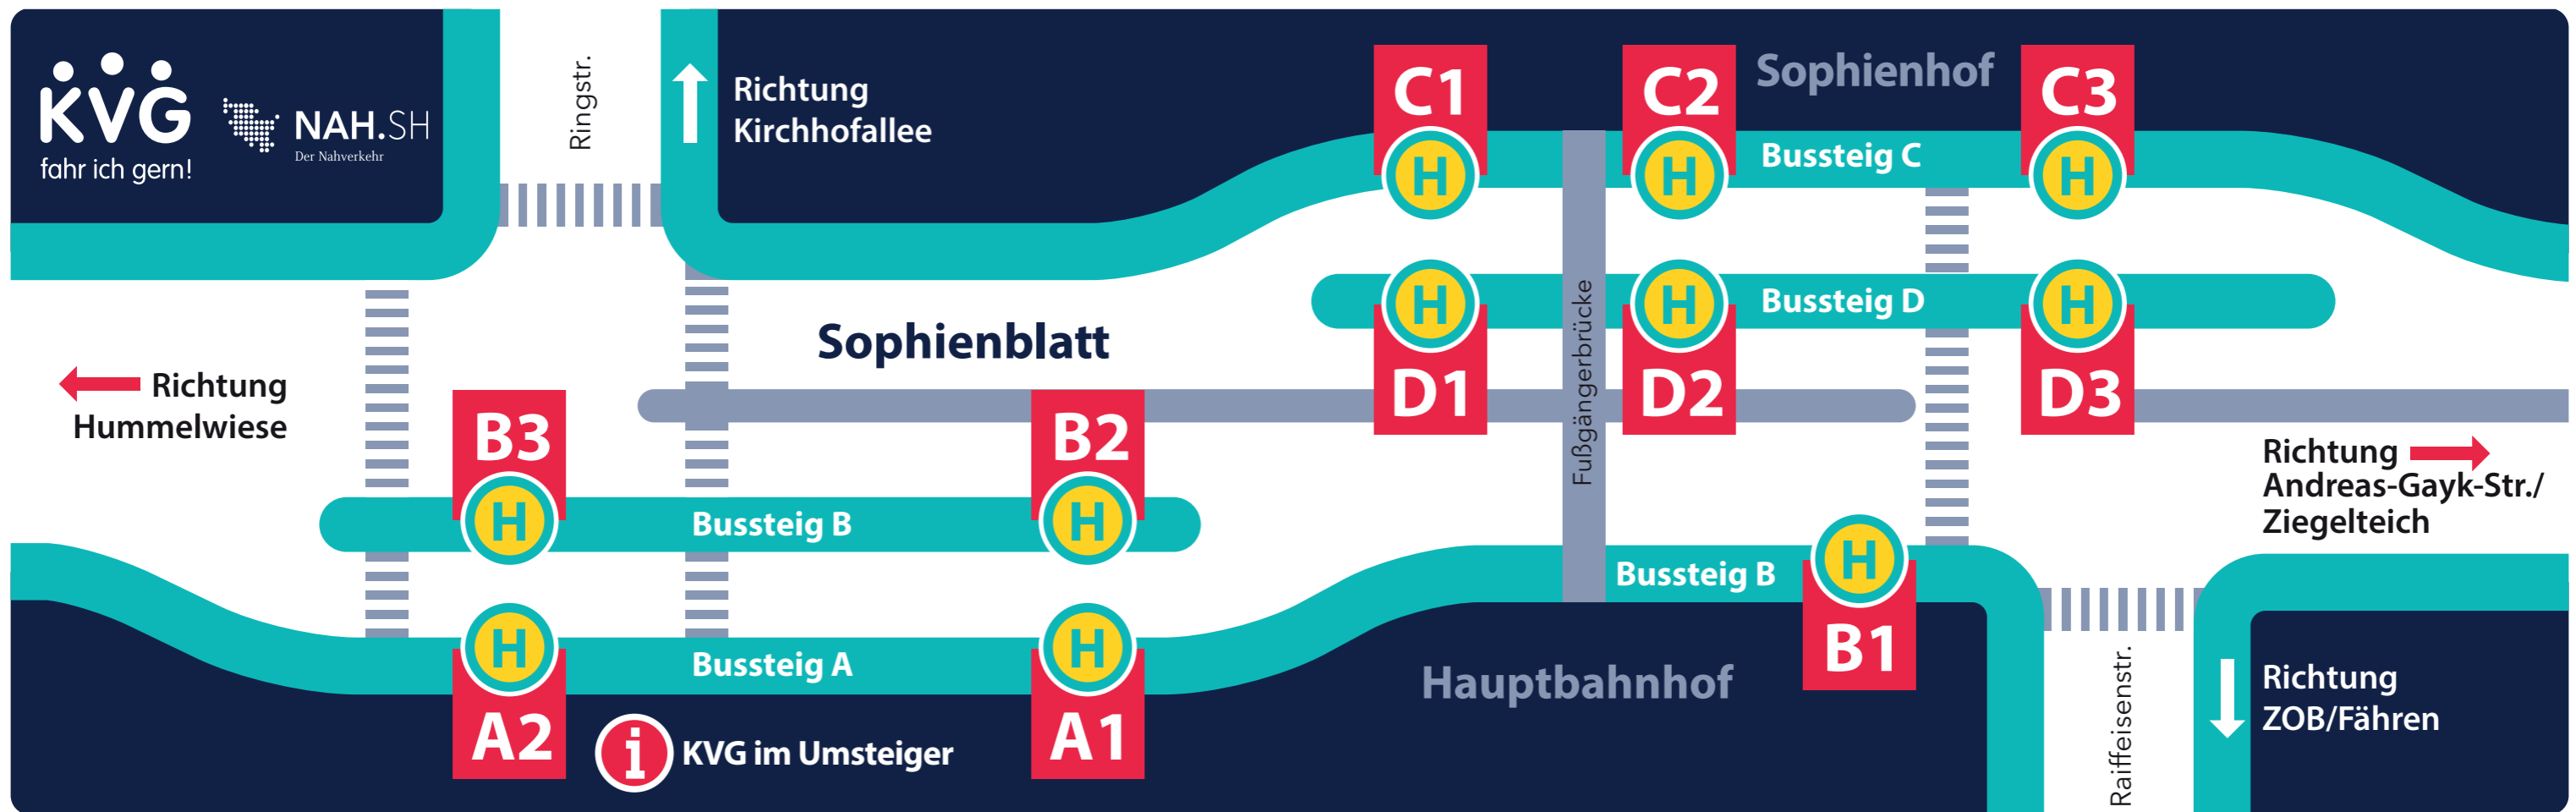 KVG
fahr ich gern!
NAH.SH
Der Nahverkehr
Ringstr.
Richtung
Kirchhofallee
C1
H
C2
H
Sophienhof
C3
H
Bussteig C
H
D1
H
D2
Bussteig D
H
D3
Fußgängerbrücke
Sophienblatt
Richtung
Hummelwiese
B3
H
B2
H
Bussteig B
Richtung
Andreas-Gayk-Str./
Ziegelteich
Bussteig B
H
B1
H
A2
Bussteig A
H
A1
i
KVG im Umsteiger
Hauptbahnhof
Raiffeisenstr.
Richtung
ZOB/Fähren